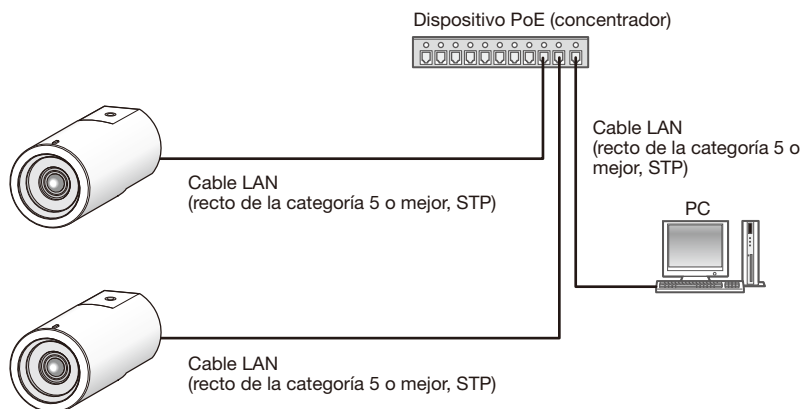 Dispositivo PoE (concentrador)
Cable LAN
(recto de la categoría 5 o
mejor, STP)
Cable LAN
(recto de la categoría 5 o mejor, STP)
PC
Cable LAN
(recto de la categoría 5 o mejor, STP)